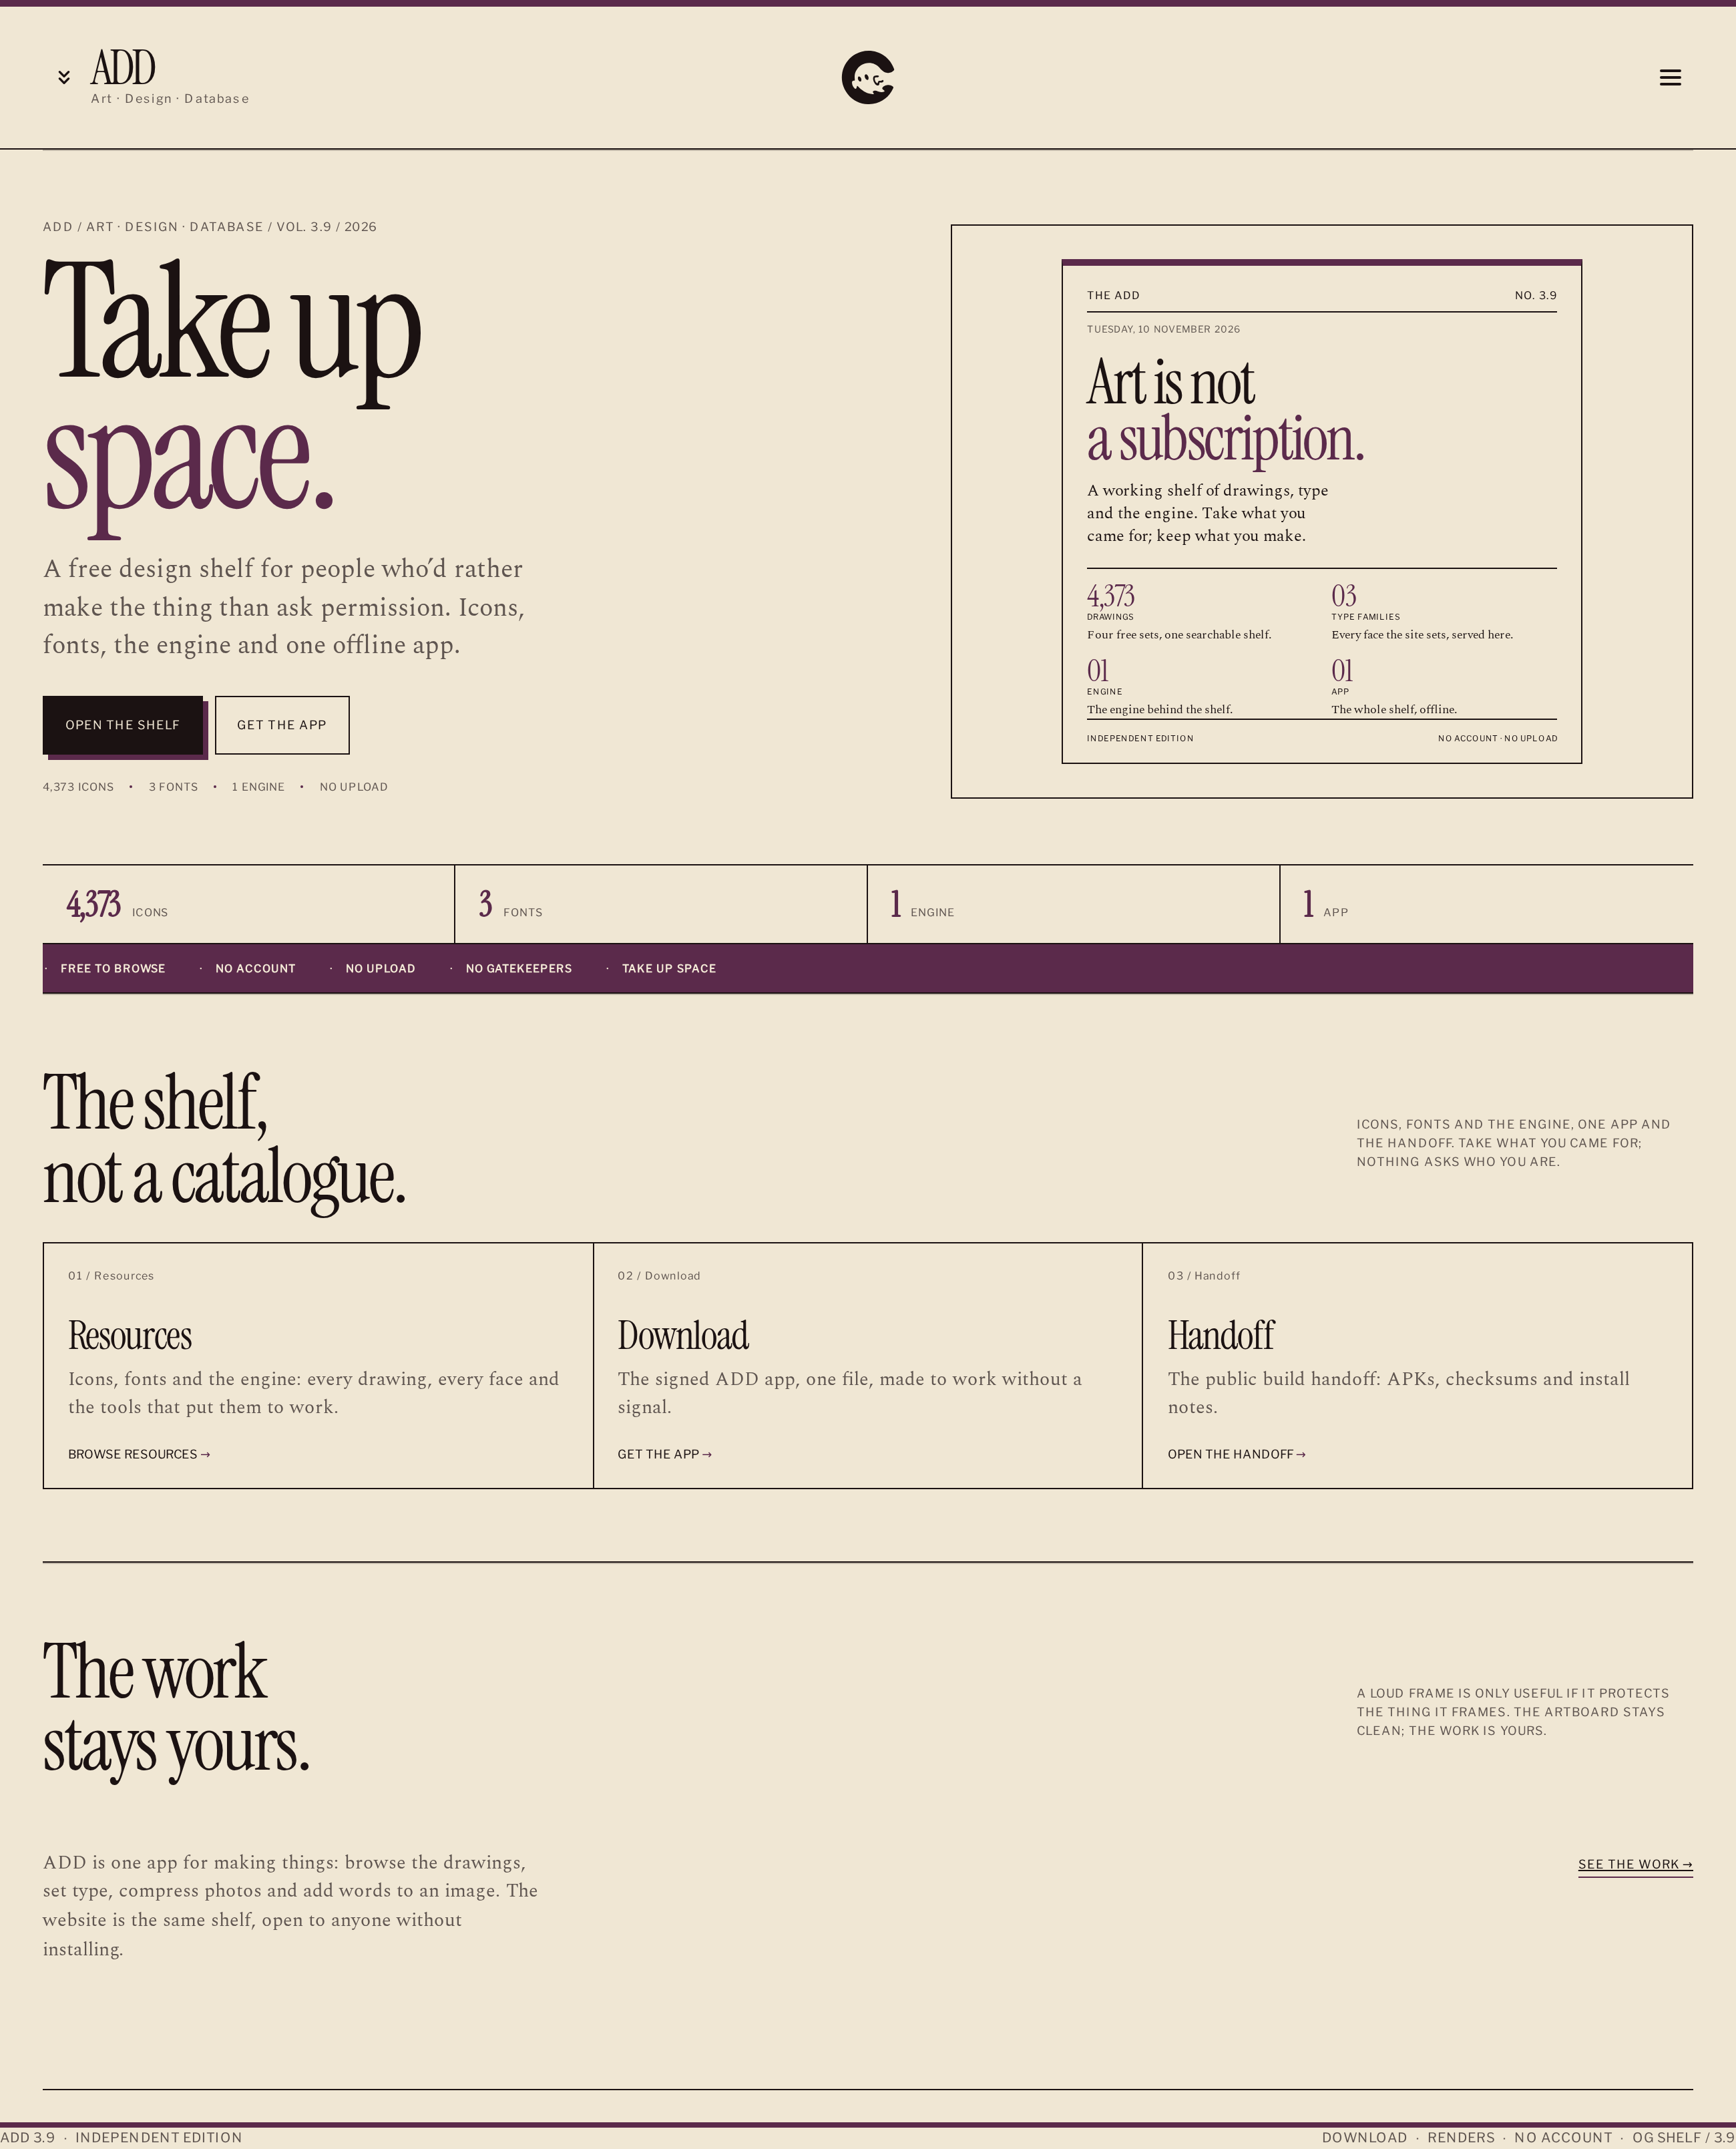 ADD
Art · Design · Database
ADD / ART · DESIGN · DATABASE / VOL. 3.9 / 2026
Take up
space.
A free design shelf for people who’d rather
make the thing than ask permission. Icons,
fonts, the engine and one offline app.
OPEN THE SHELF
GET THE APP
4,373 ICONS • 3 FONTS • 1 ENGINE • NO UPLOAD
THE ADD
NO. 3.9
TUESDAY, 10 NOVEMBER 2026
Art is not
a subscription.
A working shelf of drawings, type
and the engine. Take what you
came for; keep what you make.
4,373
DRAWINGS
Four free sets, one searchable shelf.
03
TYPE FAMILIES
Every face the site sets, served here.
01
ENGINE
The engine behind the shelf.
01
APP
The whole shelf, offline.
INDEPENDENT EDITION
NO ACCOUNT · NO UPLOAD
4,373 ICONS
3 FONTS
1 ENGINE
1 APP
· FREE TO BROWSE · NO ACCOUNT · NO UPLOAD · NO GATEKEEPERS · TAKE UP SPACE
The shelf,
not a catalogue.
ICONS, FONTS AND THE ENGINE, ONE APP AND
THE HANDOFF. TAKE WHAT YOU CAME FOR;
NOTHING ASKS WHO YOU ARE.
01 / Resources
Resources
Icons, fonts and the engine: every drawing, every face and
the tools that put them to work.
BROWSE RESOURCES →
02 / Download
Download
The signed ADD app, one file, made to work without a
signal.
GET THE APP →
03 / Handoff
Handoff
The public build handoff: APKs, checksums and install
notes.
OPEN THE HANDOFF →
The work
stays yours.
A LOUD FRAME IS ONLY USEFUL IF IT PROTECTS
THE THING IT FRAMES. THE ARTBOARD STAYS
CLEAN; THE WORK IS YOURS.
ADD is one app for making things: browse the drawings,
set type, compress photos and add words to an image. The
website is the same shelf, open to anyone without
installing.
SEE THE WORK →
ADD 3.9 · INDEPENDENT EDITION
DOWNLOAD · RENDERS · NO ACCOUNT · OG SHELF / 3.9